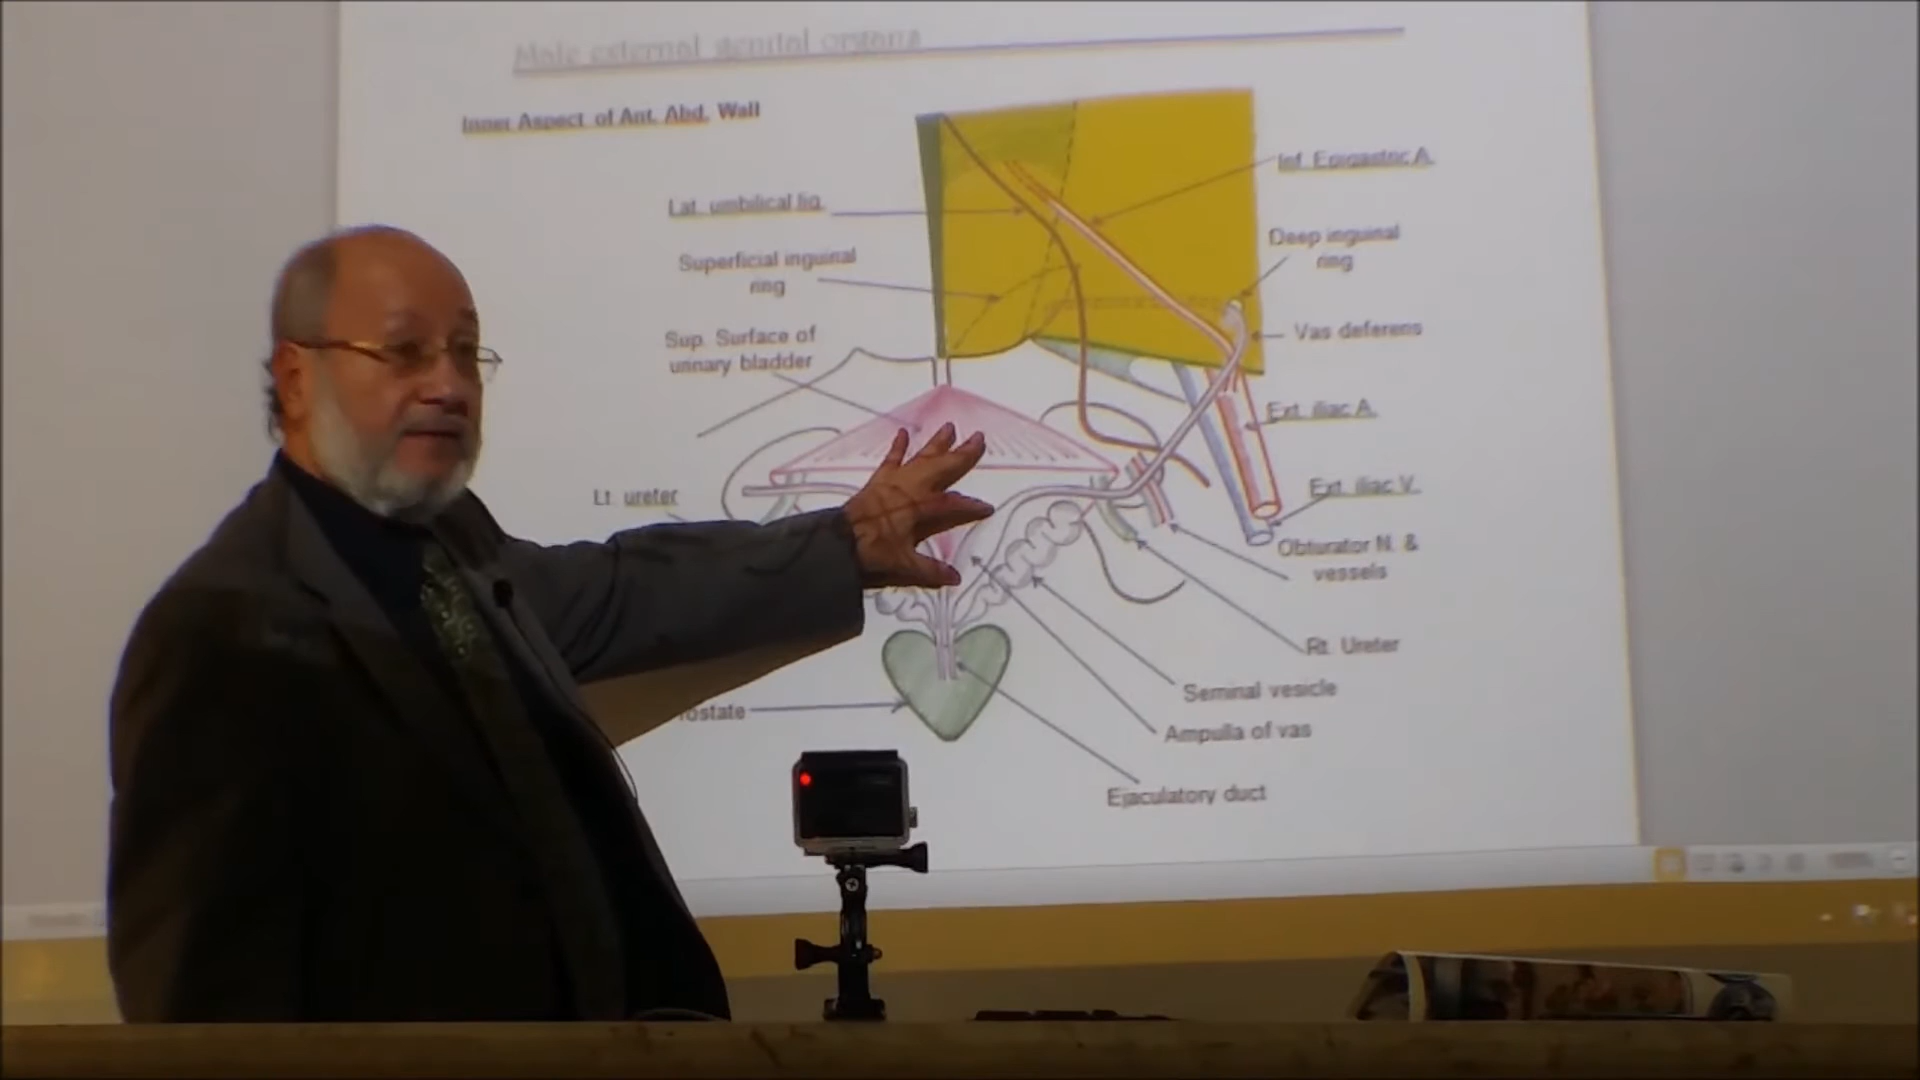 Male external genital organs
Inner Aspect of Ant. Abd. Wall
Inf. Epigastric A.
Lat. umbilical lig.
Deep inguinal
ring
Superficial inguinal
ring
Vas deferens
Sup. Surface of
urinary bladder
Ext. iliac A.
Lt. ureter
Ext. iliac V.
Obturator N. &
vessels
Rt. Ureter
Seminal vesicle
rostate
Ampulla of vas
Ejaculatory duct